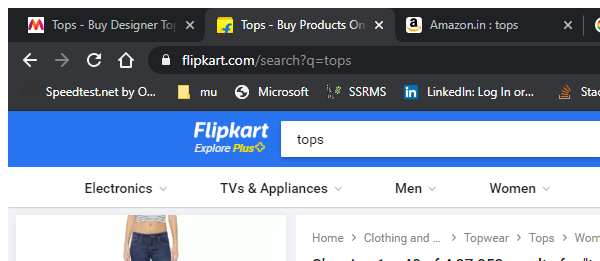 Tops - Buy Designer Top
Tops - Buy Products On
Amazon.in : tops
flipkart.com/search?q=tops
Speedtest.net by O... mu Microsoft SSRMS LinkedIn: Log In or... Stac
Flipkart
Explore Plus
tops
Electronics TVs & Appliances Men Women
Home > Clothing and ... > Topwear > Tops > Wom